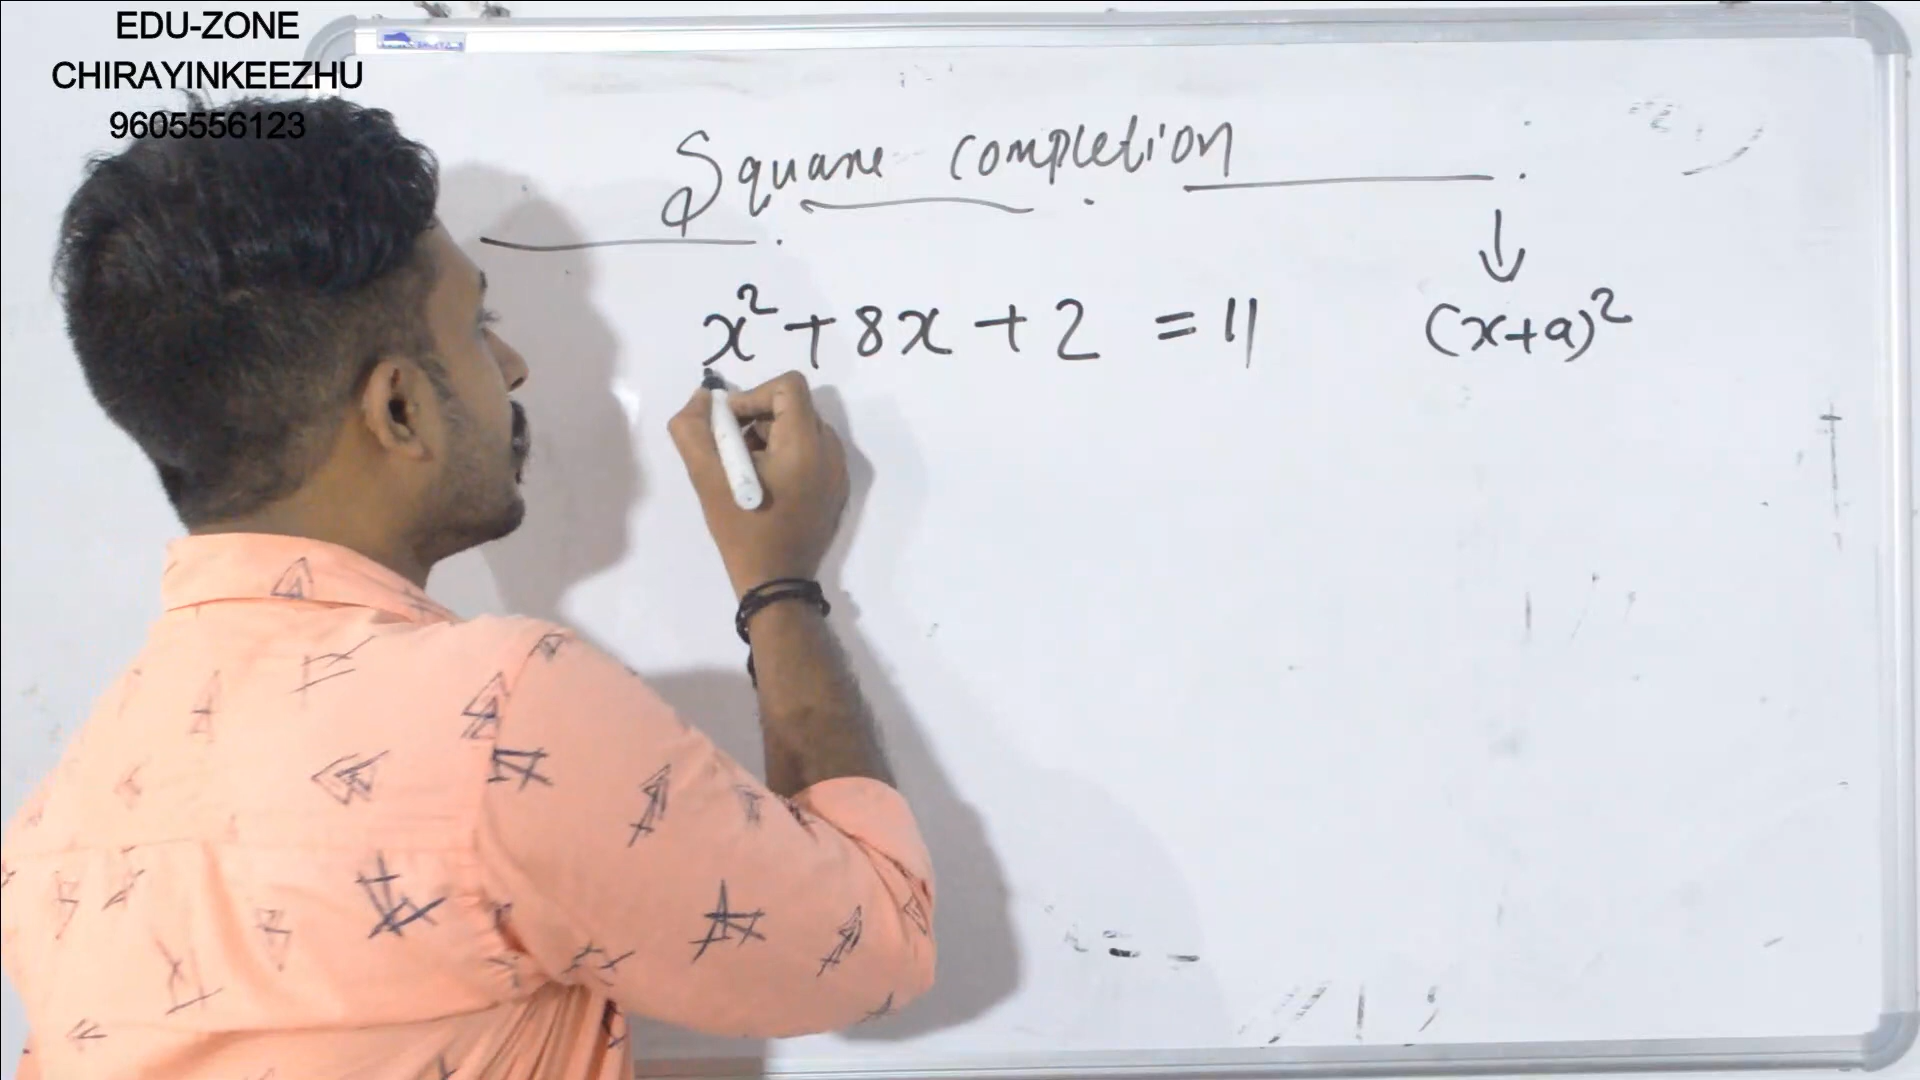 EDU-ZONE
CHIRAYINKEEZHU
9605556123
Square completion
x² + 8x + 2 = 11
(x+a)²